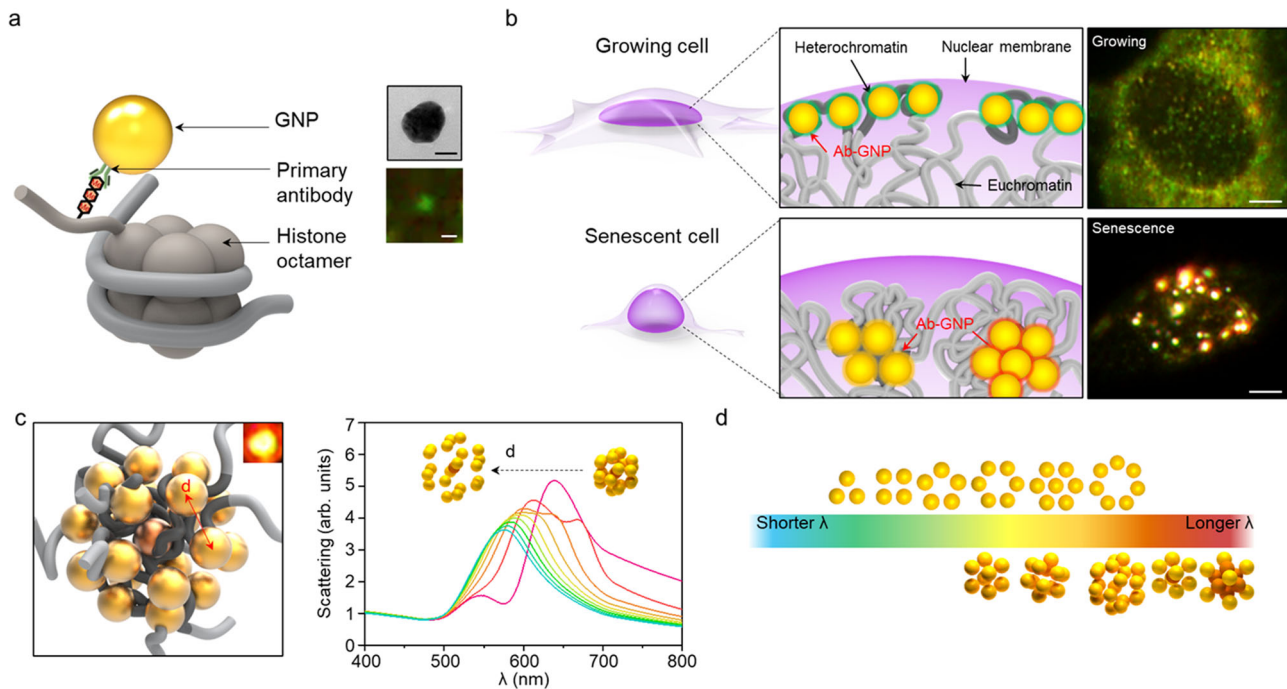 a
GNP
Primary
antibody
Histone
octamer
b
Growing cell
Heterochromatin
Nuclear membrane
Ab-GNP
Euchromatin
Growing
Senescent cell
Ab-GNP
Senescence
c
d
7
6
5
4
3
2
1
0
Scattering (arb. units)
d
400
500
600
700
800
λ (nm)
d
Shorter λ
Longer λ